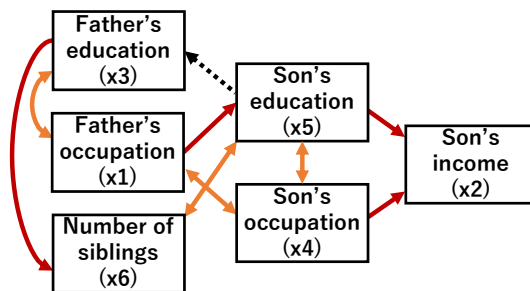 Father's
education
(x3)
Father's
occupation
(x1)
Number of
siblings
(x6)
Son's
education
(x5)
Son's
occupation
(x4)
Son's
income
(x2)